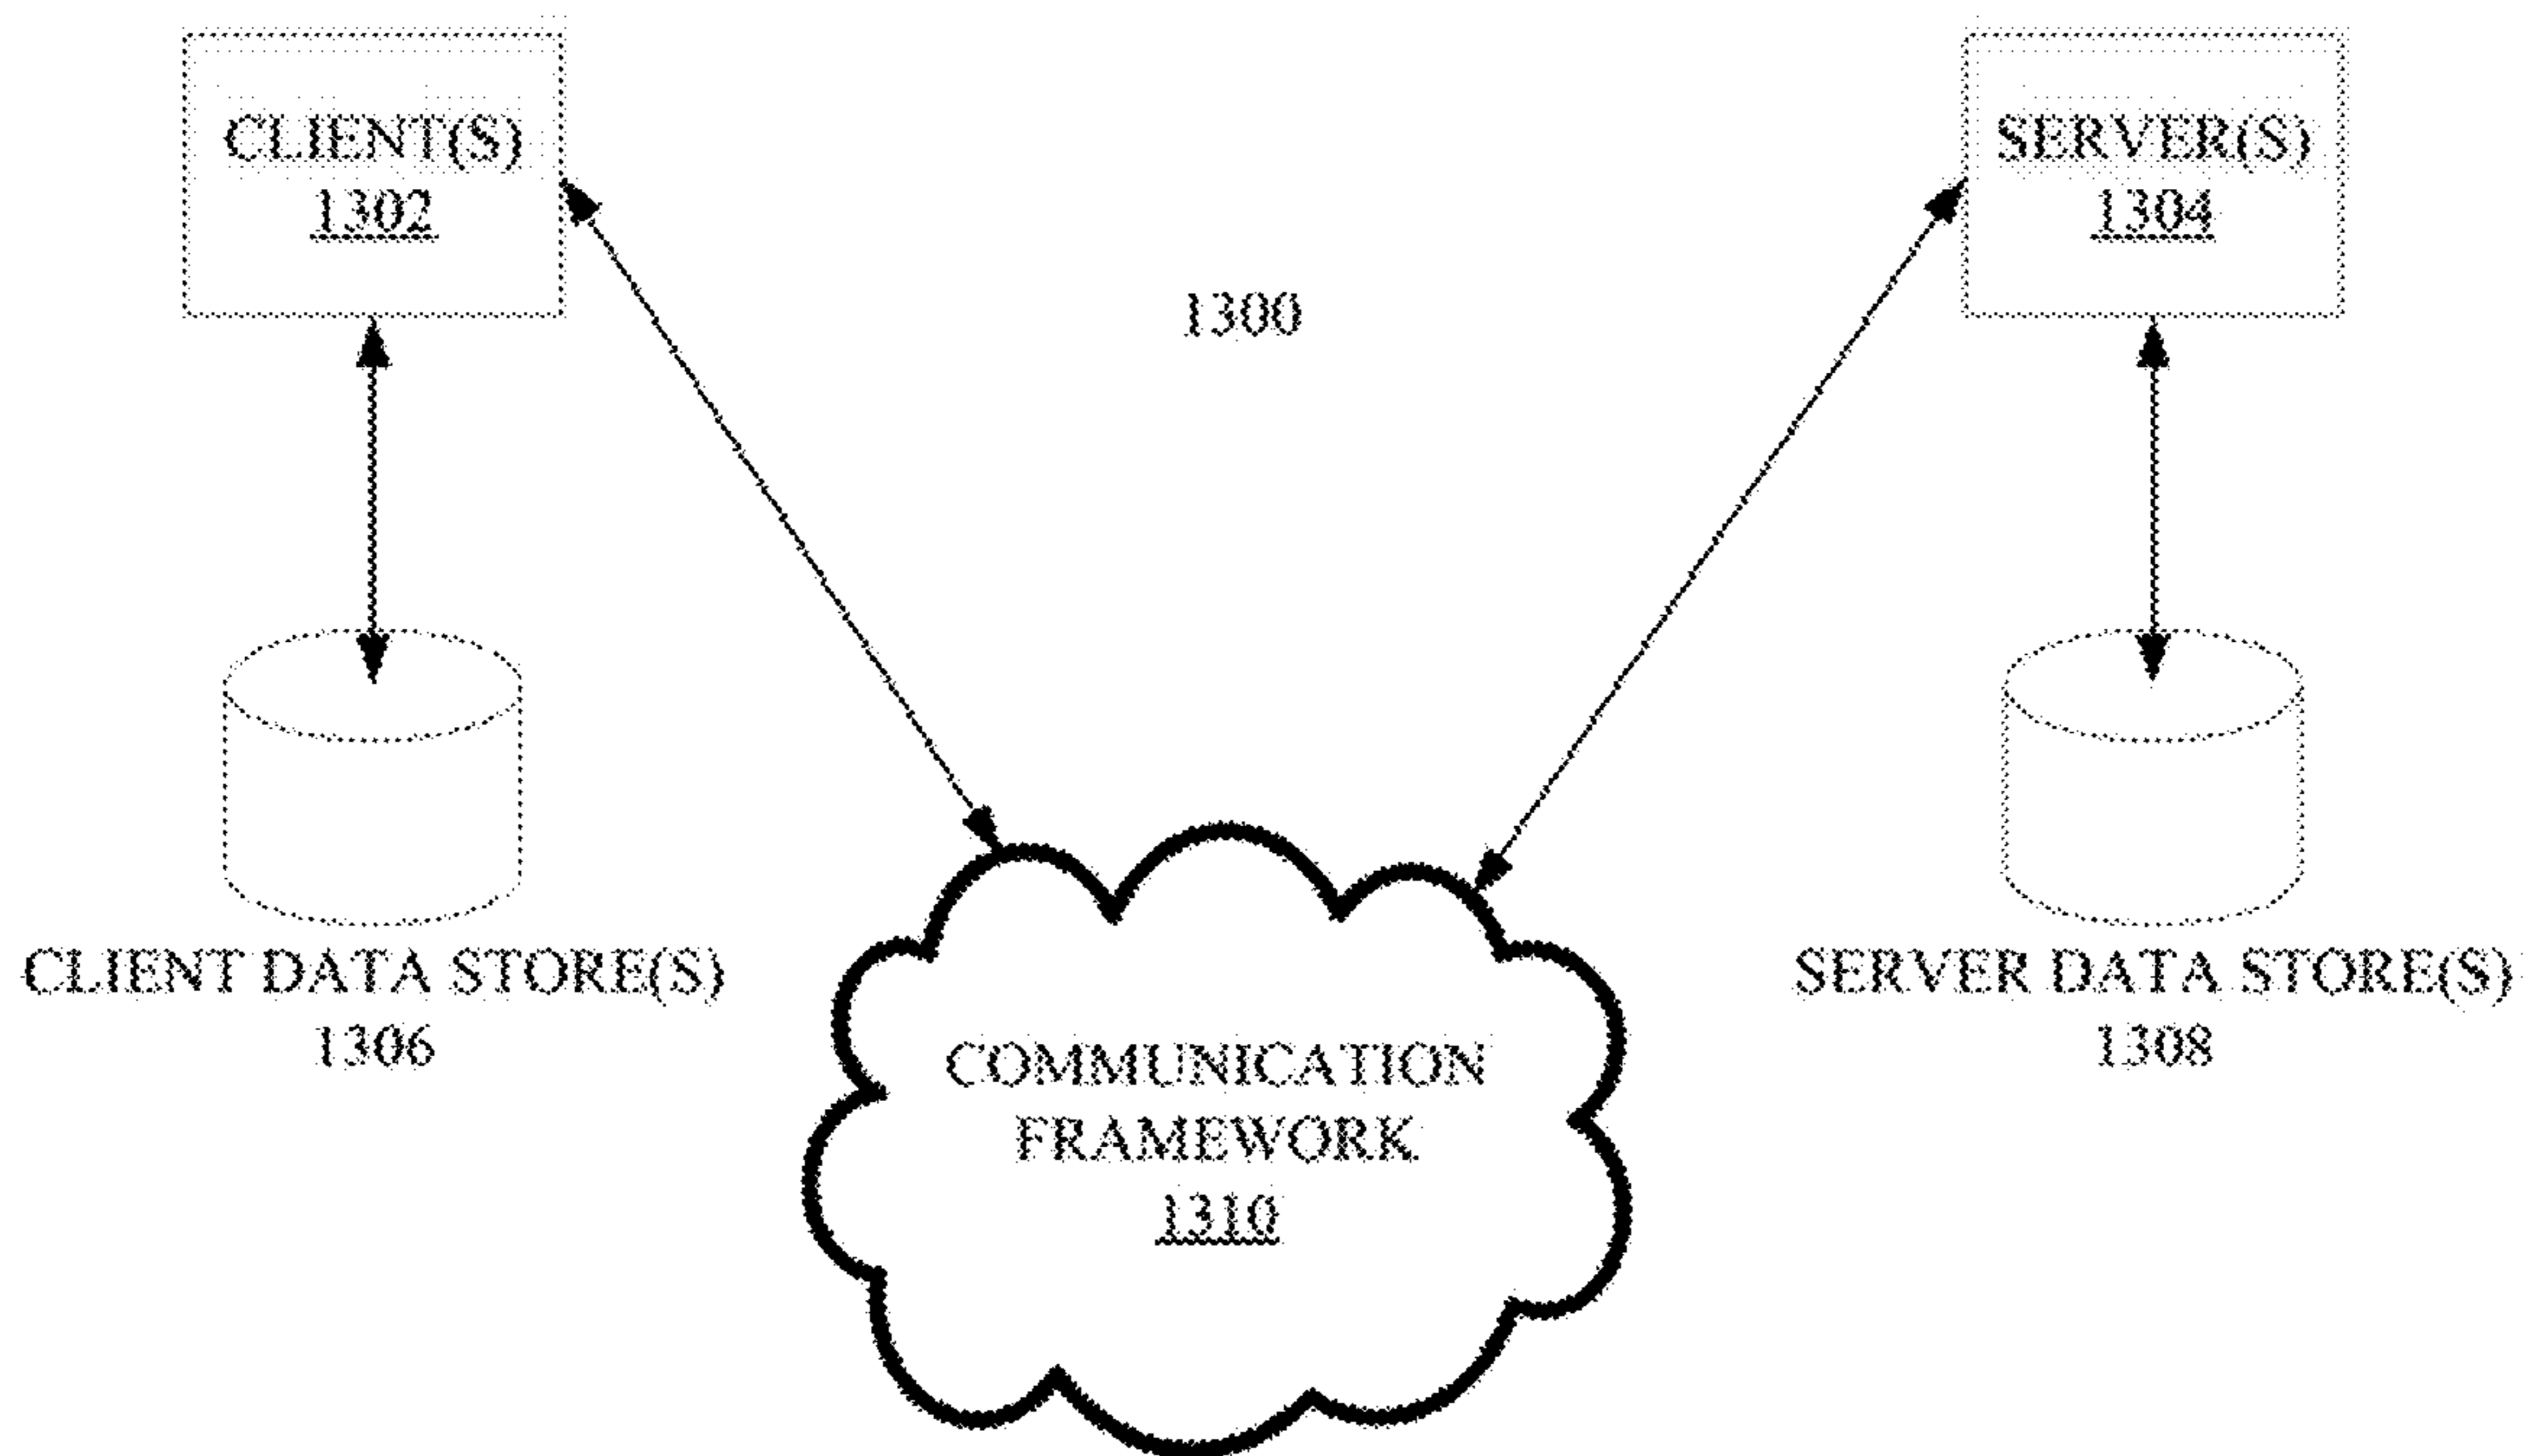 CLIENT(S)
1302
SERVER(S)
1304
1300
CLIENT DATA STORE(S)
1306
SERVER DATA STORE(S)
1308
COMMUNICATION
FRAMEWORK
1310